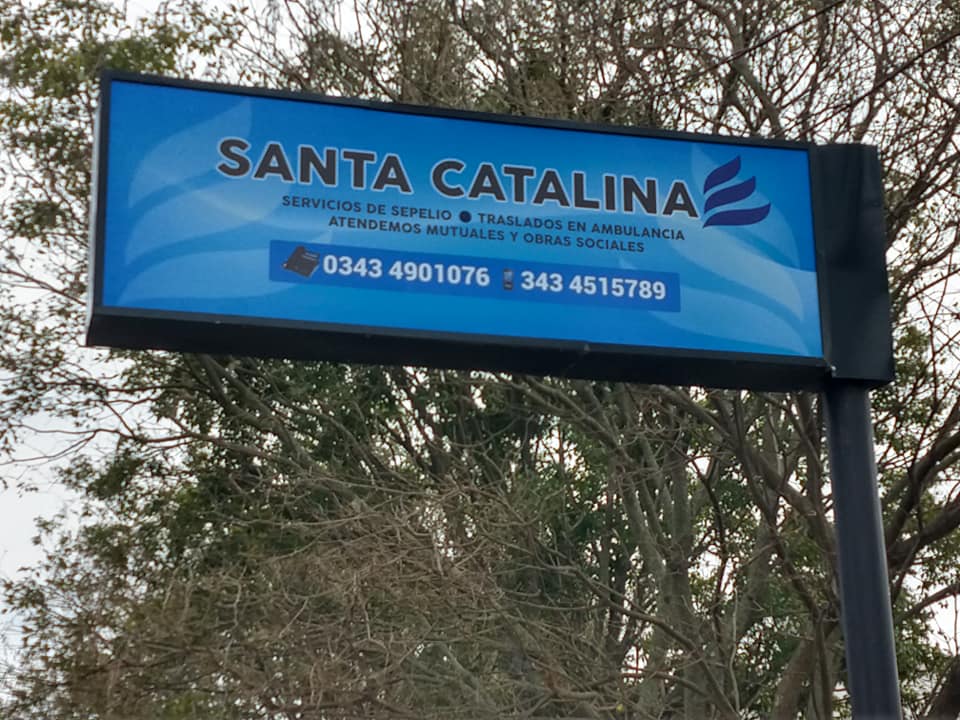 SANTA CATALINA
SERVICIOS DE SEPELIO ● TRASLADOS EN AMBULANCIA
ATENDEMOS MUTUALES Y OBRAS SOCIALES
0343 4901076 343 4515789